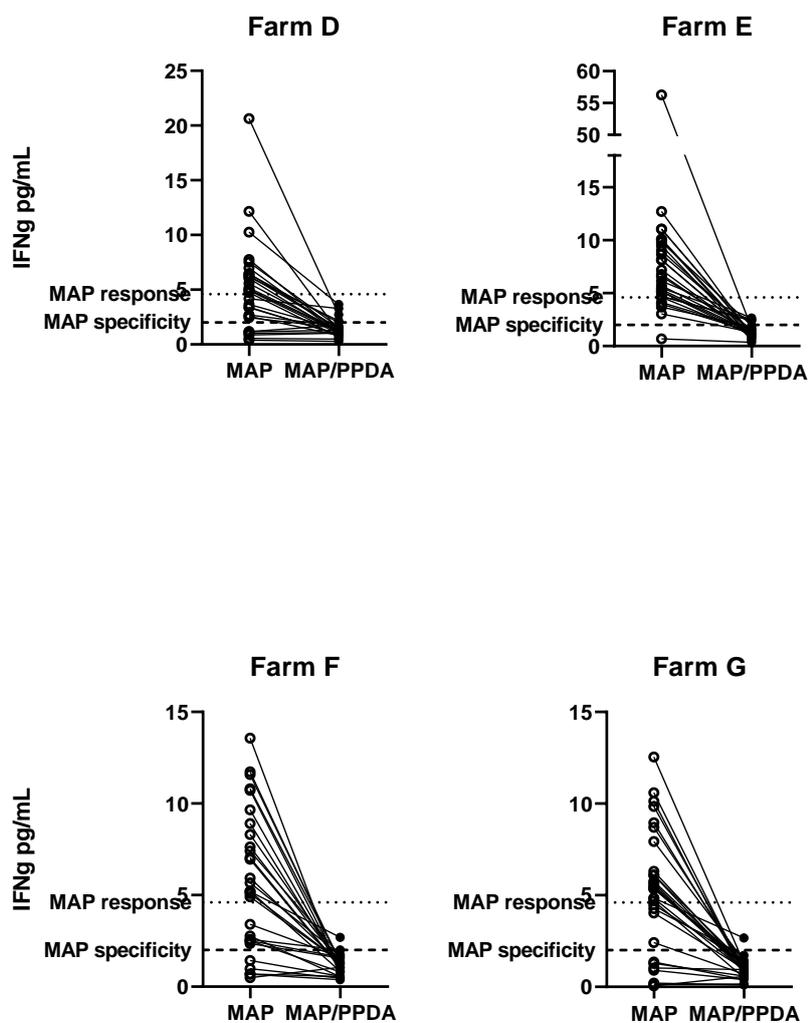 Farm D
Farm E
25
20
15
10
5
0
IFNg pg/mL
MAP response
MAP specificity
MAP MAP/PPDA
60
55
50
15
10
5
0
MAP response
MAP specificity
MAP MAP/PPDA
Farm F
Farm G
15
10
5
0
IFNg pg/mL
MAP response
MAP specificity
MAP MAP/PPDA
15
10
5
0
MAP response
MAP specificity
MAP MAP/PPDA